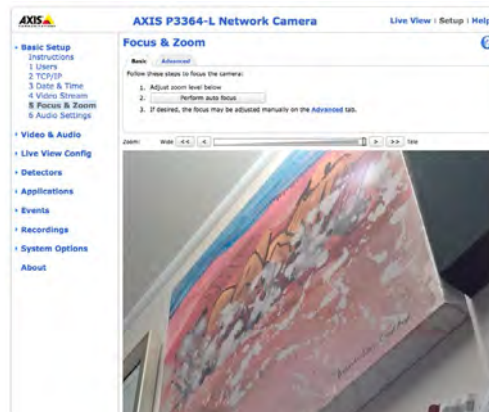 AXIS
AXIS P3364-L Network Camera
Live View | Setup | Help
Basic Setup
Instructions
1 Users
2 TCP/IP
3 Date & Time
4 Video Stream
5 Focus & Zoom
6 Audio Settings
Video & Audio
Live View Config
Detectors
Applications
Events
Recordings
System Options
About
Focus & Zoom
Basic
Advanced
Follow these steps to focus the camera:
1. Adjust zoom level below
2. Perform auto focus
3. If desired, the focus may be adjusted manually on the Advanced tab.
Zoom: Wide << < > >> Tele